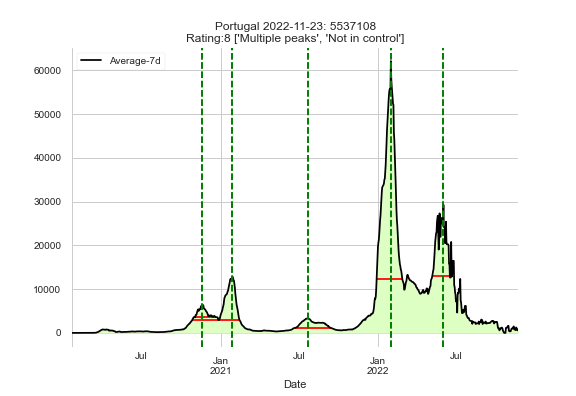 Portugal 2022-11-23: 5537108
Rating:8 ['Multiple peaks', 'Not in control']
Average-7d
60000
50000
40000
30000
20000
10000
0
Jul
Jan
2021
Jul
Jan
2022
Jul
Date